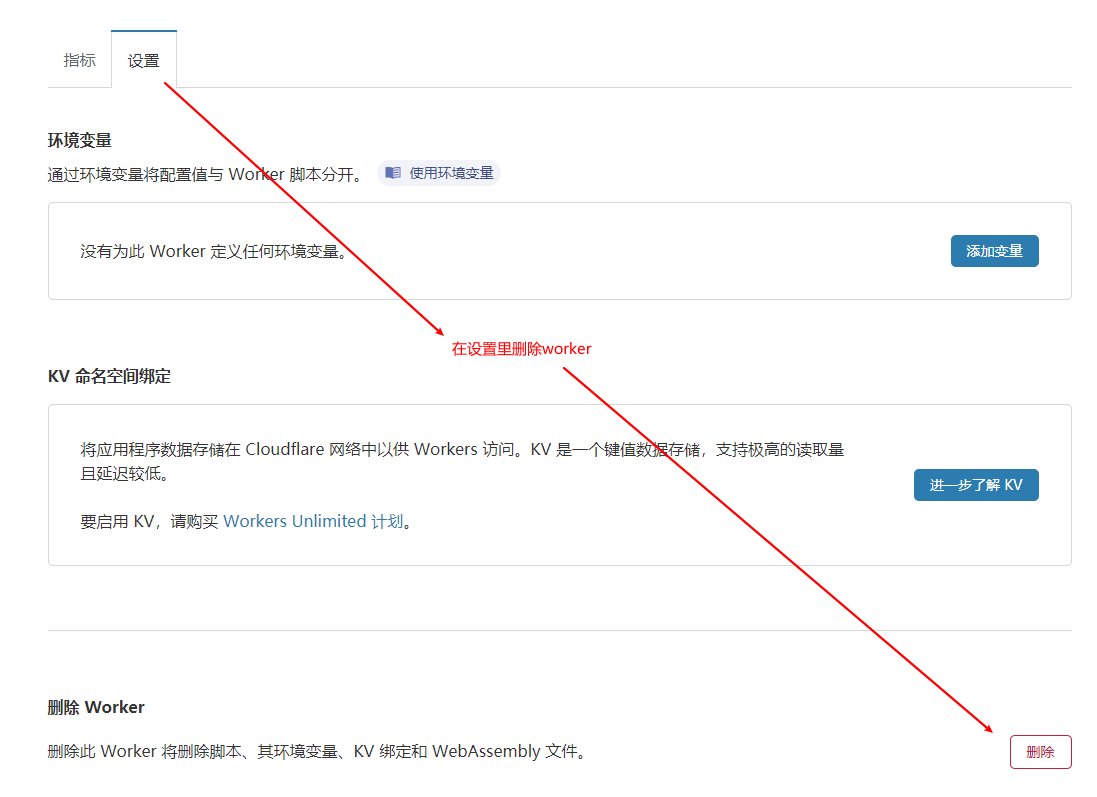 指标
设置
环境变量
通过环境变量将配置值与 Worker 脚本分开。
使用环境变量
没有为此 Worker 定义任何环境变量。
添加变量
在设置里删除worker
KV 命名空间绑定
将应用程序数据存储在 Cloudflare 网络中以供 Workers 访问。KV 是一个键值数据存储，支持极高的读取量
且延迟较低。
进一步了解 KV
要启用 KV，请购买 Workers Unlimited 计划。
删除 Worker
删除此 Worker 将删除脚本、其环境变量、KV 绑定和 WebAssembly 文件。
删除